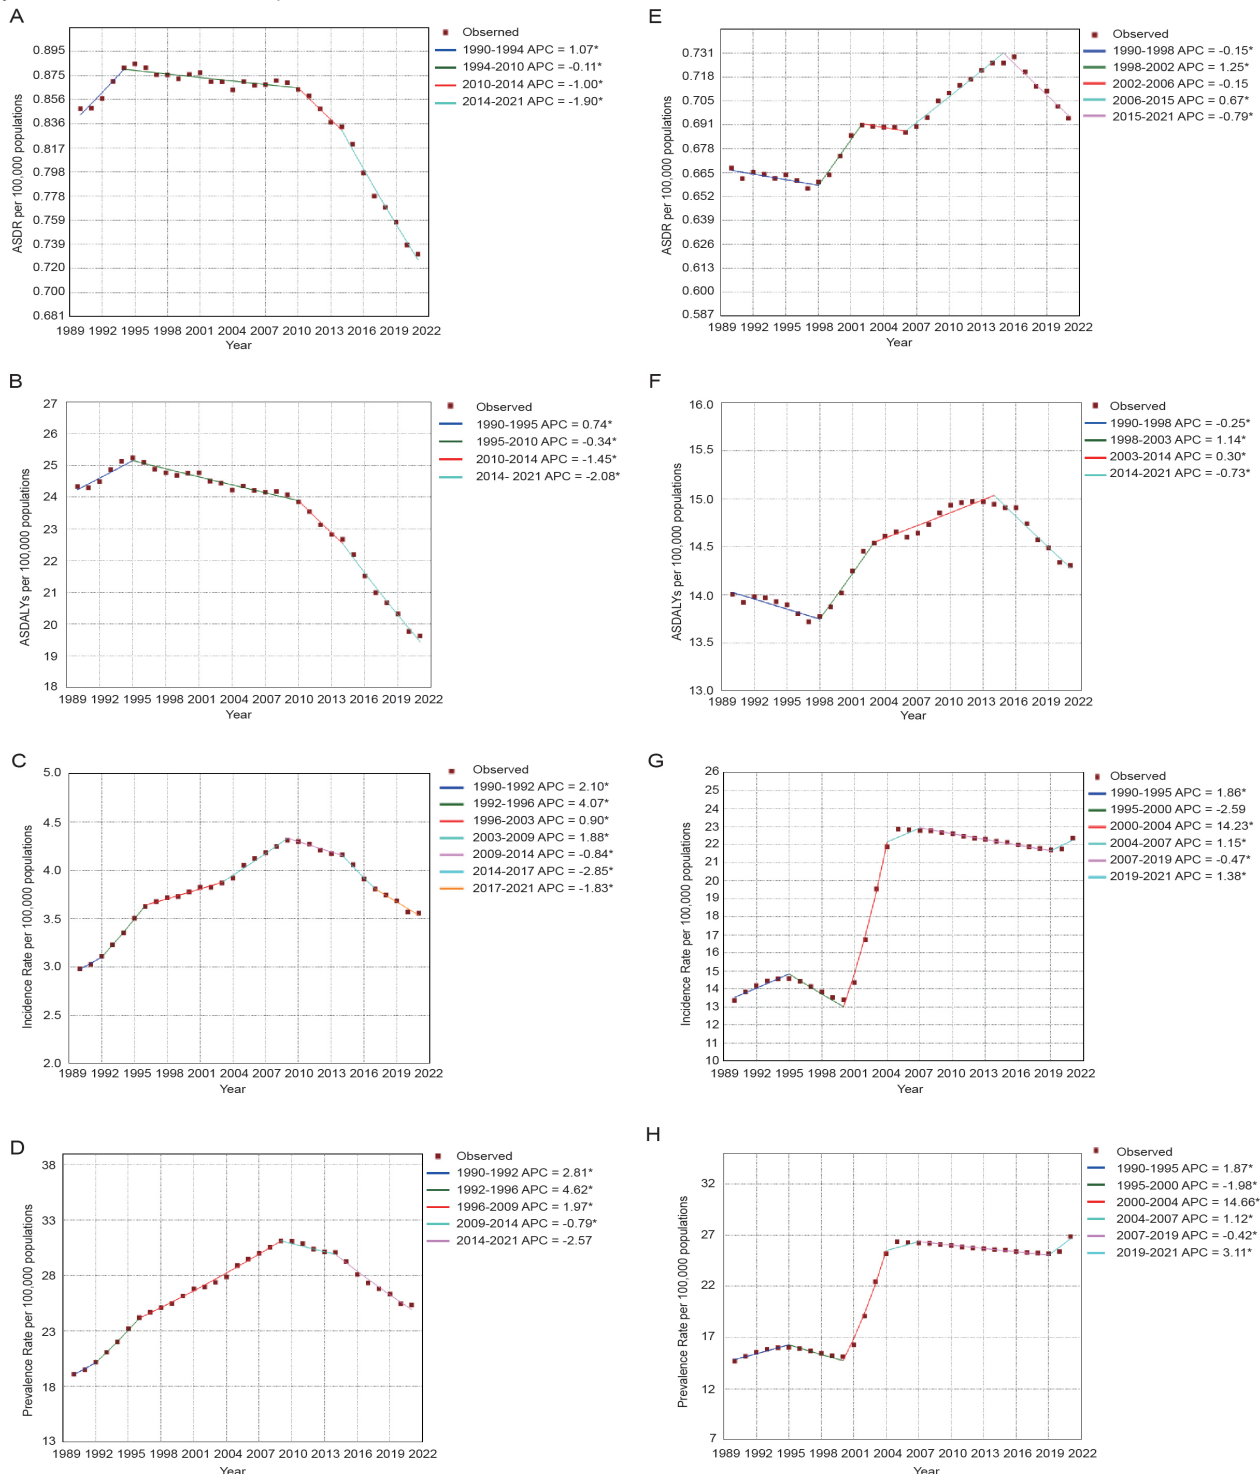 A
ASDR per 100,000 populations
0.895
0.875
0.856
0.836
0.817
0.798
0.778
0.759
0.739
0.720
0.700
0.681
1989 1992 1995 1998 2001 2004 2007 2010 2013 2016 2019 2022
Year
Obserned
1990-1994 APC = 1.07*
1994-2010 APC = -0.11*
2010-2014 APC = -1.00*
2014-2021 APC = -1.90*
E
ASDR per 100,000 populations
0.731
0.718
0.705
0.691
0.678
0.665
0.652
0.639
0.626
0.613
0.600
0.587
1989 1992 1995 1998 2001 2004 2007 2010 2013 2016 2019 2022
Year
Observed
1990-1998 APC = -0.15*
1998-2002 APC = 1.25*
2002-2006 APC = -0.15
2006-2015 APC = 0.67*
2015-2021 APC = -0.79*
B
ASDALYs per 100,000 populations
27
26
25
24
23
22
21
20
19
18
1989 1992 1995 1998 2001 2004 2007 2010 2013 2016 2019 2022
Year
Observed
1990-1995 APC = 0.74*
1995-2010 APC = -0.34*
2010-2014 APC = -1.45*
2014- 2021 APC = -2.08*
F
ASDALYs per 100,000 populations
16.0
15.5
15.0
14.5
14.0
13.5
13.0
1989 1992 1995 1998 2001 2004 2007 2010 2013 2016 2019 2022
Year
Observed
1990-1998 APC = -0.25*
1998-2003 APC = 1.14*
2003-2014 APC = 0.30*
2014-2021 APC = -0.73*
C
Incidence Rate per 100,000 populations
5.0
4.5
4.0
3.5
3.0
2.5
2.0
1989 1992 1995 1998 2001 2004 2007 2010 2013 2016 2019 2022
Year
Observed
1990-1992 APC = 2.10*
1992-1996 APC = 4.07*
1996-2003 APC = 0.90*
2003-2009 APC = 1.88*
2009-2014 APC = -0.84*
2014-2017 APC = -2.85*
2017-2021 APC = -1.83*
G
Incidence Rate per 100,000 populations
26
25
24
23
22
21
20
19
18
17
16
15
14
13
13
12
11
10
1989 1992 1995 1998 2001 2004 2007 2010 2013 2016 2019 2022
Year
Observed
1990-1995 APC = 1.86*
1995-2000 APC = -2.59
2000-2004 APC = 14.23*
2004-2007 APC = 1.15*
2007-2019 APC = -0.47*
2019-2021 APC = 1.38*
D
Prevalence Rate per 100,000 populations
38
33
28
23
18
13
1989 1992 1995 1998 2001 2004 2007 2010 2013 2016 2019 2022
Year
Observed
1990-1992 APC = 2.81*
1992-1996 APC = 4.62*
1996-2009 APC = 1.97*
2009-2014 APC = -0.79*
2014-2021 APC = -2.57
H
Prevalence Rate per 100,000 populations
32
27
22
17
12
7
1989 1992 1995 1998 2001 2004 2007 2010 2013 2016 2019 2022
Year
Observed
1990-1995 APC = 1.87*
1995-2000 APC = -1.98*
2000-2004 APC = 14.66*
2004-2007 APC = 1.12*
2007-2019 APC = -0.42*
2019-2021 APC = 3.11*